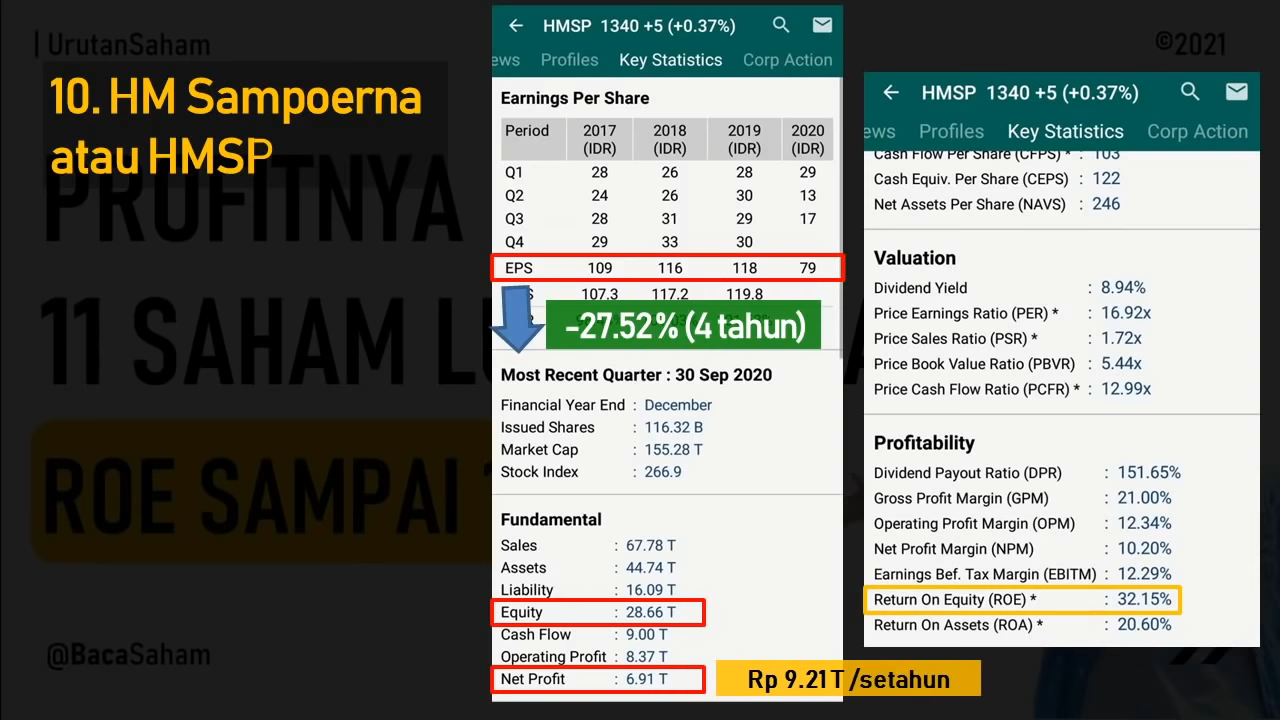 | UrutanSaham
©2021
10. HM Sampoerna
atau HMSP
PROFITNYA
11 SAHAM
ROE SAMPAI
@BacaSaham
HMSP 1340 +5 (+0.37%)
ews Profiles Key Statistics Corp Action
Earnings Per Share
Period 2017 (IDR) 2018 (IDR) 2019 (IDR) 2020 (IDR)
Q1 28 26 28 29
Q2 24 26 30 13
Q3 28 31 29 17
Q4 29 33 30
EPS 109 116 118 79
107.3 117.2 119.8
-27.52% (4 tahun)
Most Recent Quarter : 30 Sep 2020
Financial Year End : December
Issued Shares : 116.32 B
Market Cap : 155.28 T
Stock Index : 266.9
Fundamental
Sales : 67.78 T
Assets : 44.74 T
Liability : 16.09 T
Equity : 28.66 T
Cash Flow : 9.00 T
Operating Profit : 8.37 T
Net Profit : 6.91 T
Rp 9.21 T /setahun
HMSP 1340 +5 (+0.37%)
ews Profiles Key Statistics Corp Action
Cash Flow Per Share (CFPS) * : 103
Cash Equiv. Per Share (CEPS) : 122
Net Assets Per Share (NAVS) : 246
Valuation
Dividend Yield : 8.94%
Price Earnings Ratio (PER) * : 16.92x
Price Sales Ratio (PSR) * : 1.72x
Price Book Value Ratio (PBVR) : 5.44x
Price Cash Flow Ratio (PCFR) * : 12.99x
Profitability
Dividend Payout Ratio (DPR) : 151.65%
Gross Profit Margin (GPM) : 21.00%
Operating Profit Margin (OPM) : 12.34%
Net Profit Margin (NPM) : 10.20%
Earnings Bef. Tax Margin (EBITM) : 12.29%
Return On Equity (ROE) * : 32.15%
Return On Assets (ROA) * : 20.60%